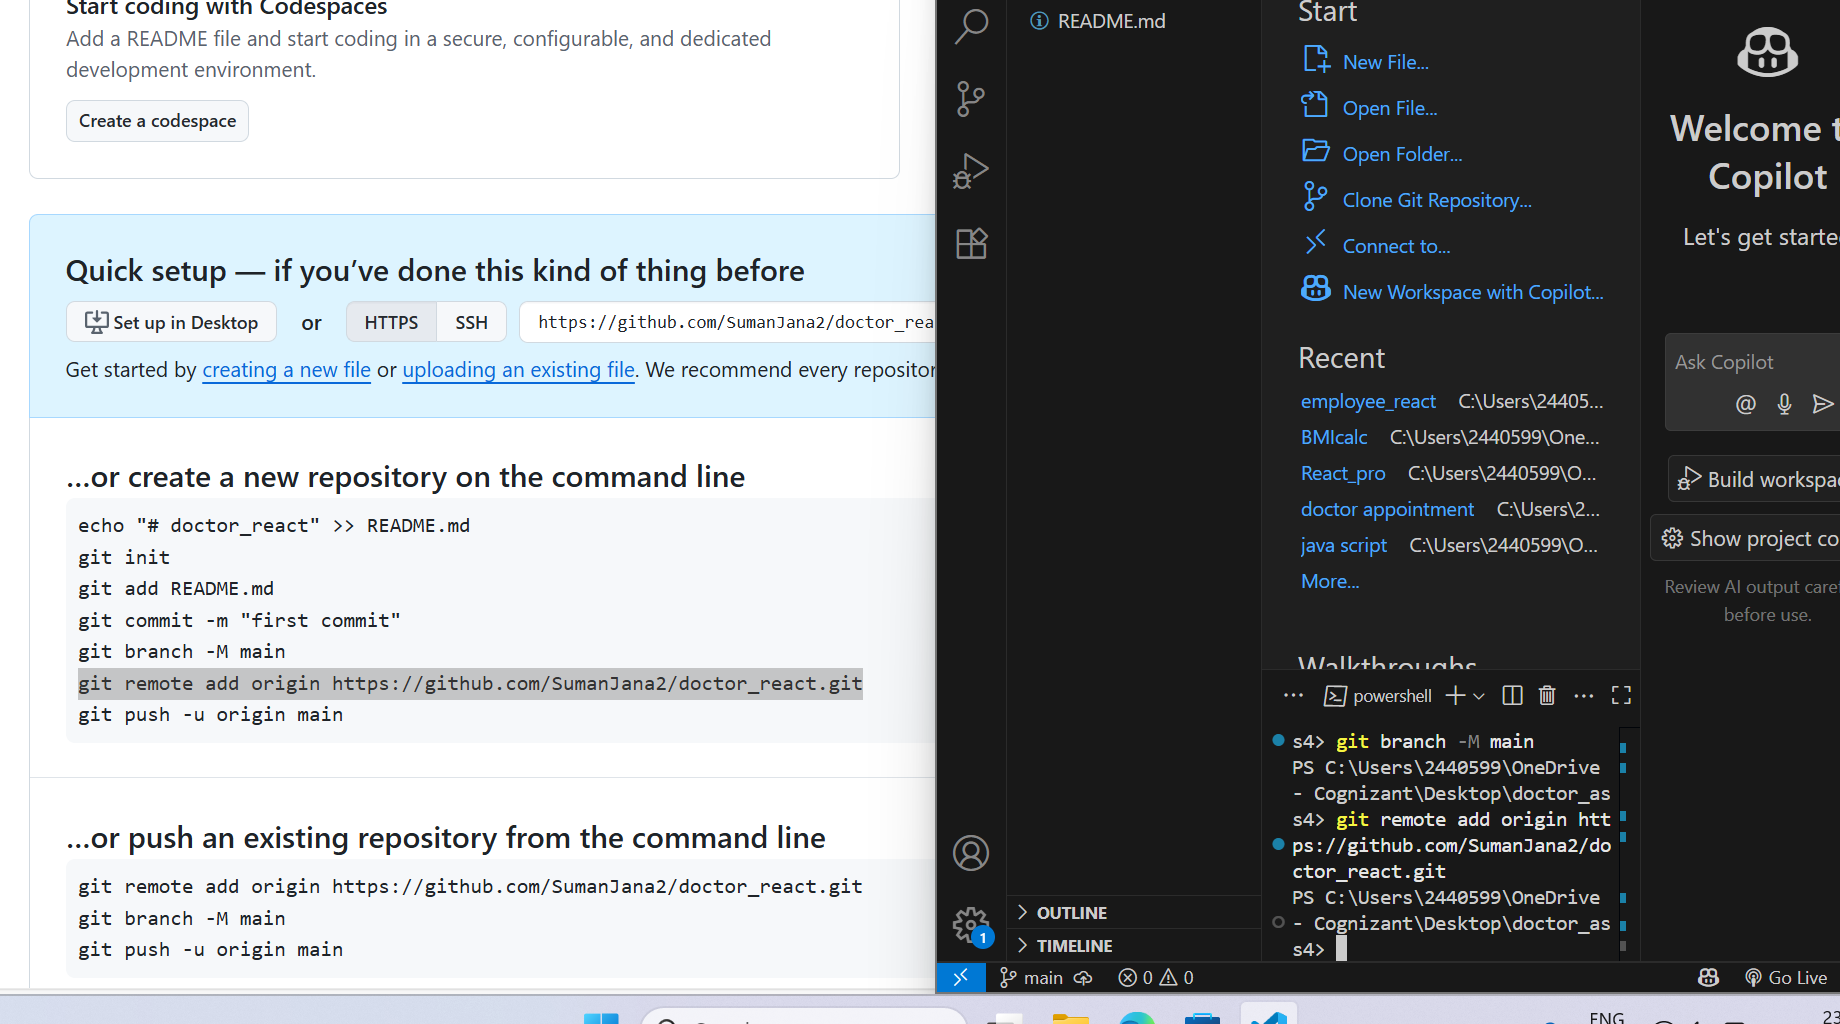 Start coding with Codespaces
Add a README file and start coding in a secure, configurable, and dedicated
development environment.
Create a codespace
Quick setup — if you’ve done this kind of thing before
Set up in Desktop or HTTPS SSH https://github.com/SumanJana2/doctor_rea
Get started by creating a new file or uploading an existing file. We recommend every repositor
...or create a new repository on the command line
echo "# doctor_react" >> README.md
git init
git add README.md
git commit -m "first commit"
git branch -M main
git remote add origin https://github.com/SumanJana2/doctor_react.git
git push -u origin main
...or push an existing repository from the command line
git remote add origin https://github.com/SumanJana2/doctor_react.git
git branch -M main
git push -u origin main
README.md
OUTLINE
TIMELINE
1
Start
New File...
Open File...
Open Folder...
Clone Git Repository...
Connect to...
New Workspace with Copilot...
Recent
employee_react C:\Users\24405...
BMIcalc C:\Users\2440599\One...
React_pro C:\Users\2440599\O...
doctor appointment C:\Users\2...
java script C:\Users\2440599\O...
More...
Walkthroughs
powershell
s4> git branch -M main
PS C:\Users\2440599\OneDrive
- Cognizant\Desktop\doctor_as
s4> git remote add origin htt
ps://github.com/SumanJana2/do
ctor_react.git
PS C:\Users\2440599\OneDrive
- Cognizant\Desktop\doctor_as
s4>
Welcome t
Copilot
Let's get starte
Ask Copilot
@
Build workspa
Show project co
Review AI output care
before use.
main 0 0 Go Live
ENG
23